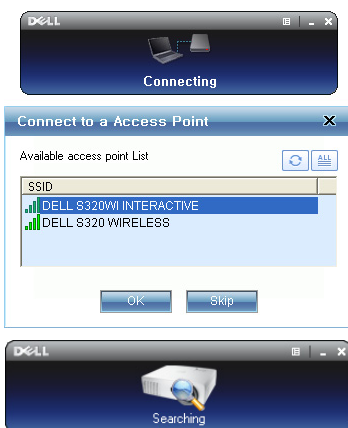 DELL
Connecting
Connect to a Access Point
Available access point List
ALL
SSID
DELL S320WI INTERACTIVE
DELL S320 WIRELESS
OK
Skip
DELL
Searching